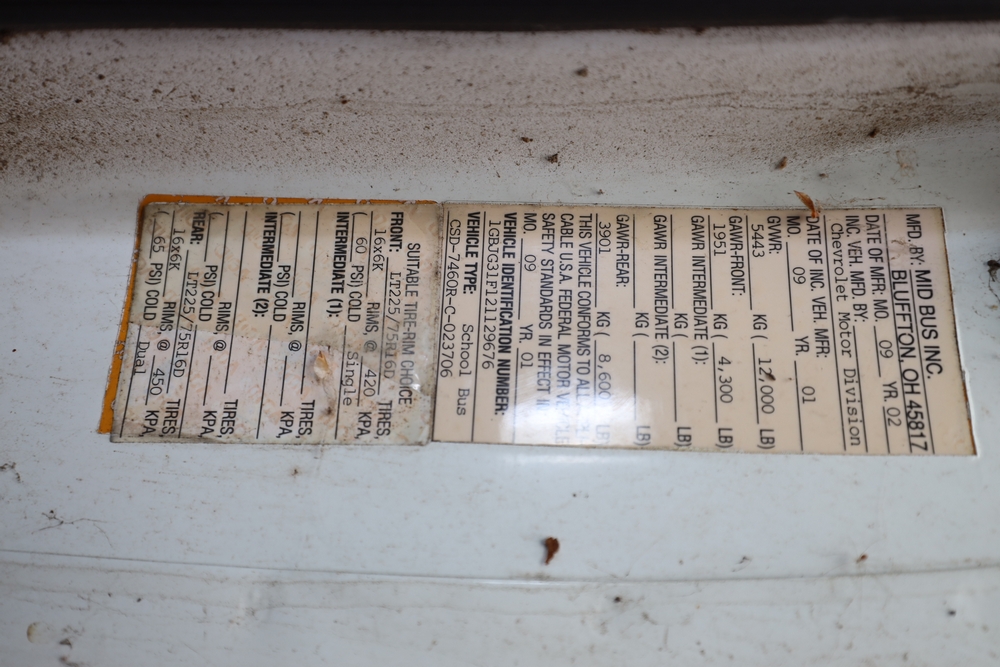 MFD. BY: MID BUS INC.
BLUFFTON, OH 45817
DATE OF MFR: MO. 09 YR. 02
INC. VEH. MFD. BY:
Chevrolet Motor Division
DATE OF INC. VEH. MFR:
MO. 09 YR. 01
GVWR:
5443 KG ( 12,000 LB)
GAWR-FRONT:
1951 KG ( 4,300 LB)
GAWR INTERMEDIATE (1):
KG ( LB)
GAWR INTERMEDIATE (2):
KG ( LB)
GAWR-REAR:
3901 KG ( 8,600 LB)
THIS VEHICLE CONFORMS TO ALL
CABLE U.S.A. FEDERAL MOTOR VEHICLE
SAFETY STANDARDS IN EFFECT IN
MO. 09 YR. 01
VEHICLE IDENTIFICATION NUMBER:
1GBJG31F121129676
VEHICLE TYPE: School Bus
CSD-7460R-C-023706
SUITABLE TIRE-RIM CHOICE
FRONT: LT225/75R16D TIRES,
16x6K RIMS, @ 420 KPA,
( 60 PSI) COLD Single
INTERMEDIATE (1): TIRES,
RIMS, @ KPA,
( PSI) COLD
INTERMEDIATE (2): TIRES,
RIMS, @ KPA,
( PSI) COLD
REAR: LT225/75R16D TIRES,
16x6K RIMS, @ 450 KPA,
( 65 PSI) COLD Dual